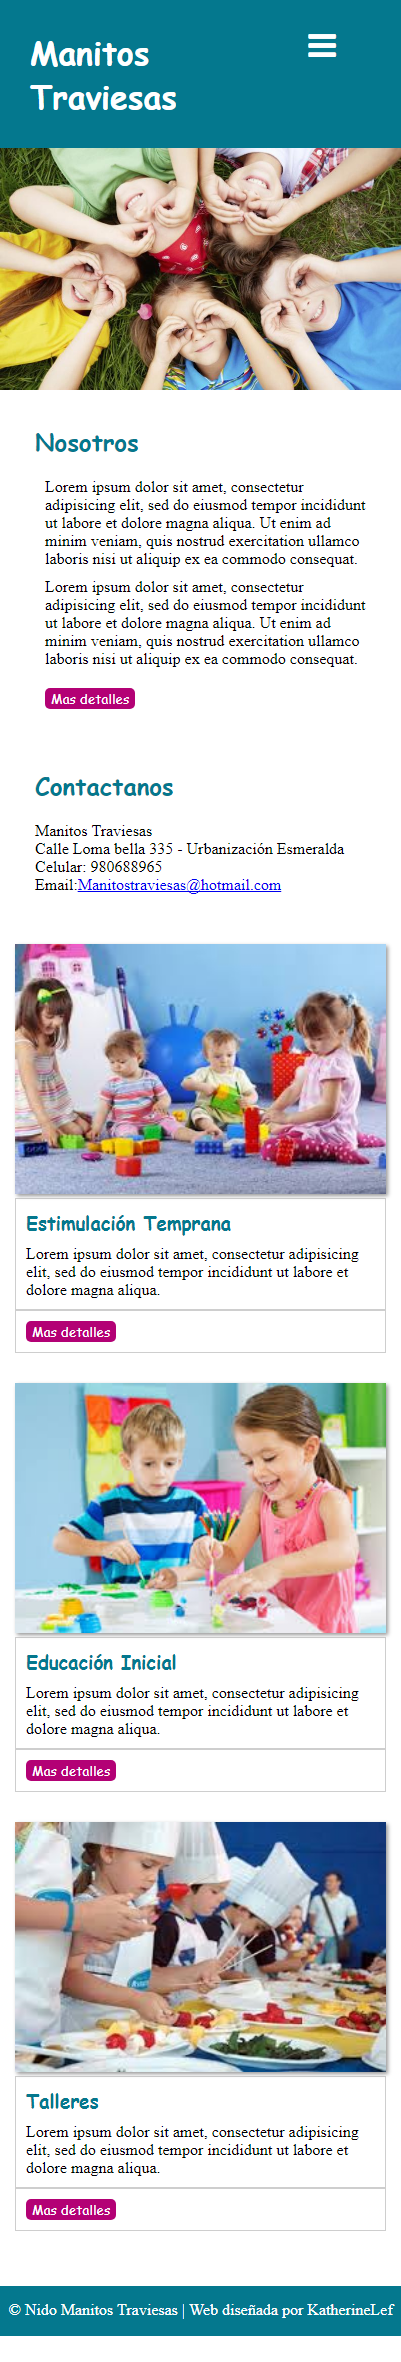 Manitos
Traviesas
Nosotros
Lorem ipsum dolor sit amet, consectetur
adipisicing elit, sed do eiusmod tempor incididunt
ut labore et dolore magna aliqua. Ut enim ad
minim veniam, quis nostrud exercitation ullamco
laboris nisi ut aliquip ex ea commodo consequat.
Lorem ipsum dolor sit amet, consectetur
adipisicing elit, sed do eiusmod tempor incididunt
ut labore et dolore magna aliqua. Ut enim ad
minim veniam, quis nostrud exercitation ullamco
laboris nisi ut aliquip ex ea commodo consequat.
Mas detalles
Contactanos
Manitos Traviesas
Calle Loma bella 335 - Urbanización Esmeralda
Celular: 980688965
Email:Manitostraviesas@hotmail.com
Estimulación Temprana
Lorem ipsum dolor sit amet, consectetur adipisicing
elit, sed do eiusmod tempor incididunt ut labore et
dolore magna aliqua.
Mas detalles
Educación Inicial
Lorem ipsum dolor sit amet, consectetur adipisicing
elit, sed do eiusmod tempor incididunt ut labore et
dolore magna aliqua.
Mas detalles
Talleres
Lorem ipsum dolor sit amet, consectetur adipisicing
elit, sed do eiusmod tempor incididunt ut labore et
dolore magna aliqua.
Mas detalles
© Nido Manitos Traviesas | Web diseñada por KatherineLef